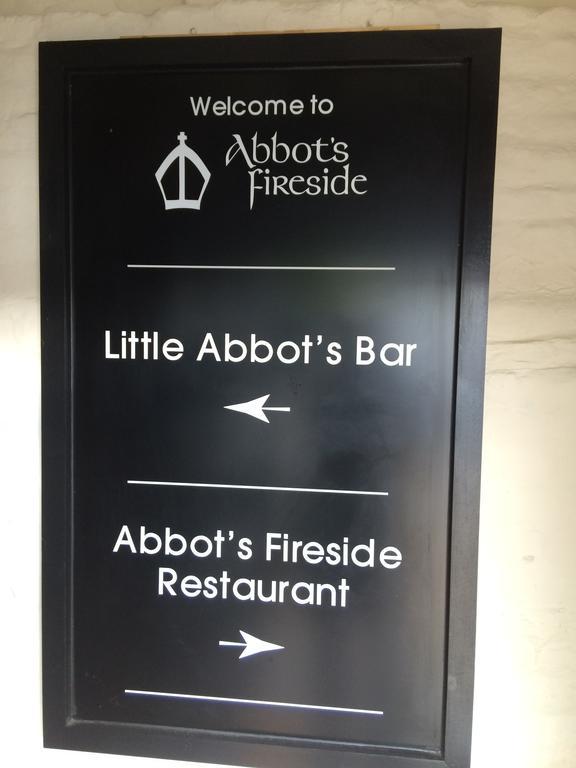 Welcome to
Abbot's
fireside
Little Abbot's Bar
Abbot's Fireside
Restaurant